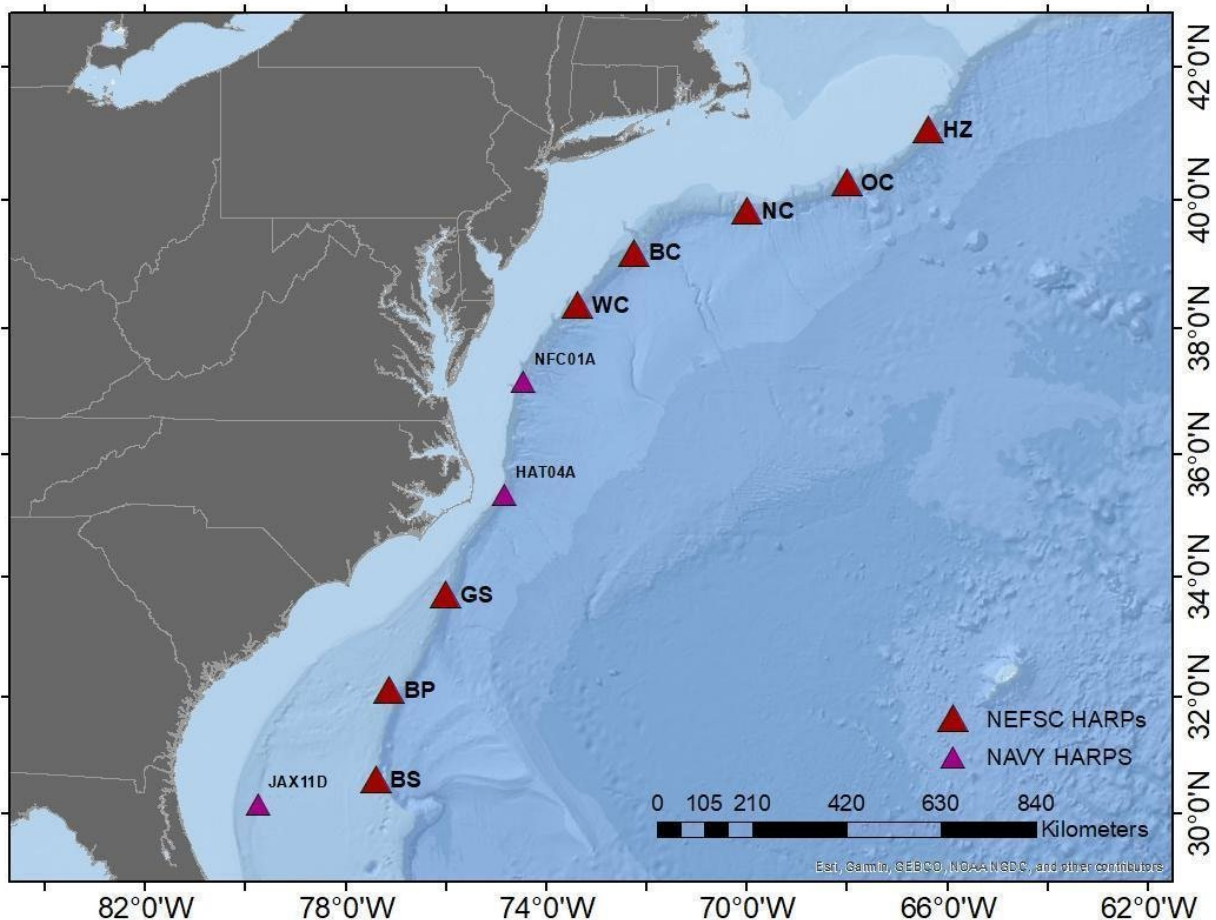 42°0'N
HZ
OC
40°0'N
NC
BC
WC
38°0'N
NFC01A
36°0'N
HAT04A
34°0'N
GS
BP
32°0'N
NEFSC HARPs
NAVY HARPS
JAX11D
BS
30°0'N
0 105 210 420 630 840
Kilometers
Esri, Garmin, GEBCO, NOAA NGDC, and other contributors
82°0'W 78°0'W 74°0'W 70°0'W 66°0'W 62°0'W